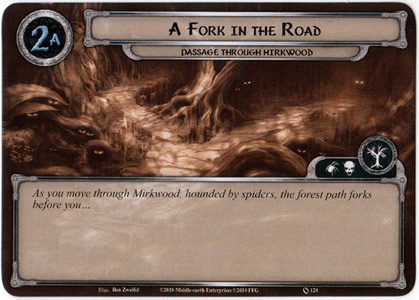 2A
A Fork in the Road
Passage Through Mirkwood
As you move through Mirkwood, hounded by spiders, the forest path forks
before you...
Illus. Ben Zweifel
©2010 Middle-earth Enterprises ©2010 FFG
120